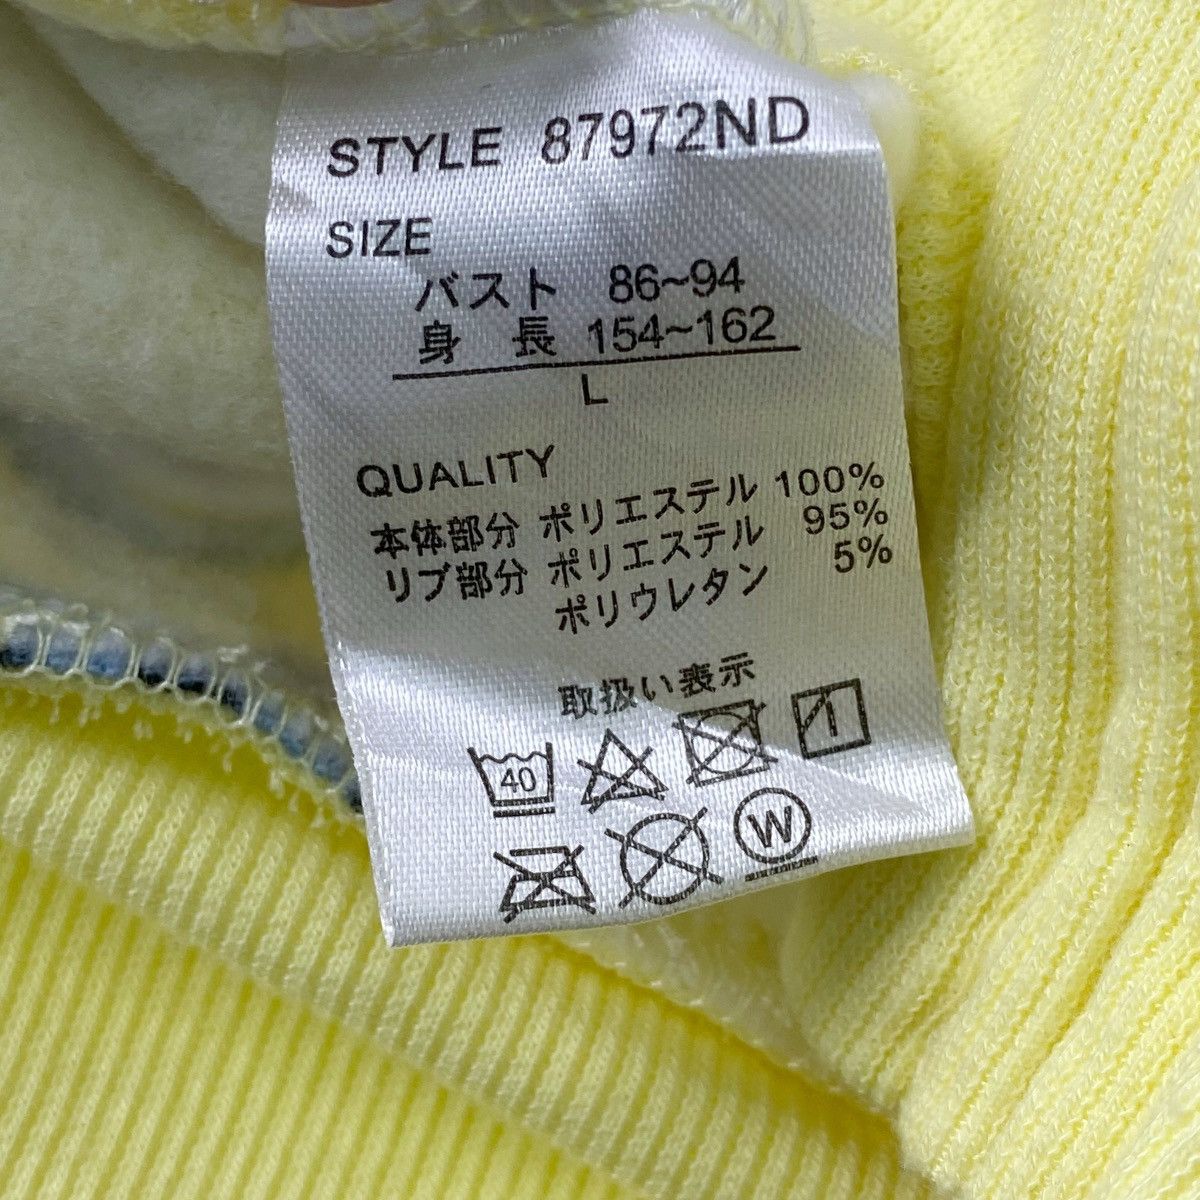 STYLE 87972ND
SIZE
バスト 86~94
身 長 154~162
L
QUALITY
本体部分 ポリエステル 100%
リブ部分 ポリエステル 95%
ポリウレタン 5%
取扱い表示
40
W